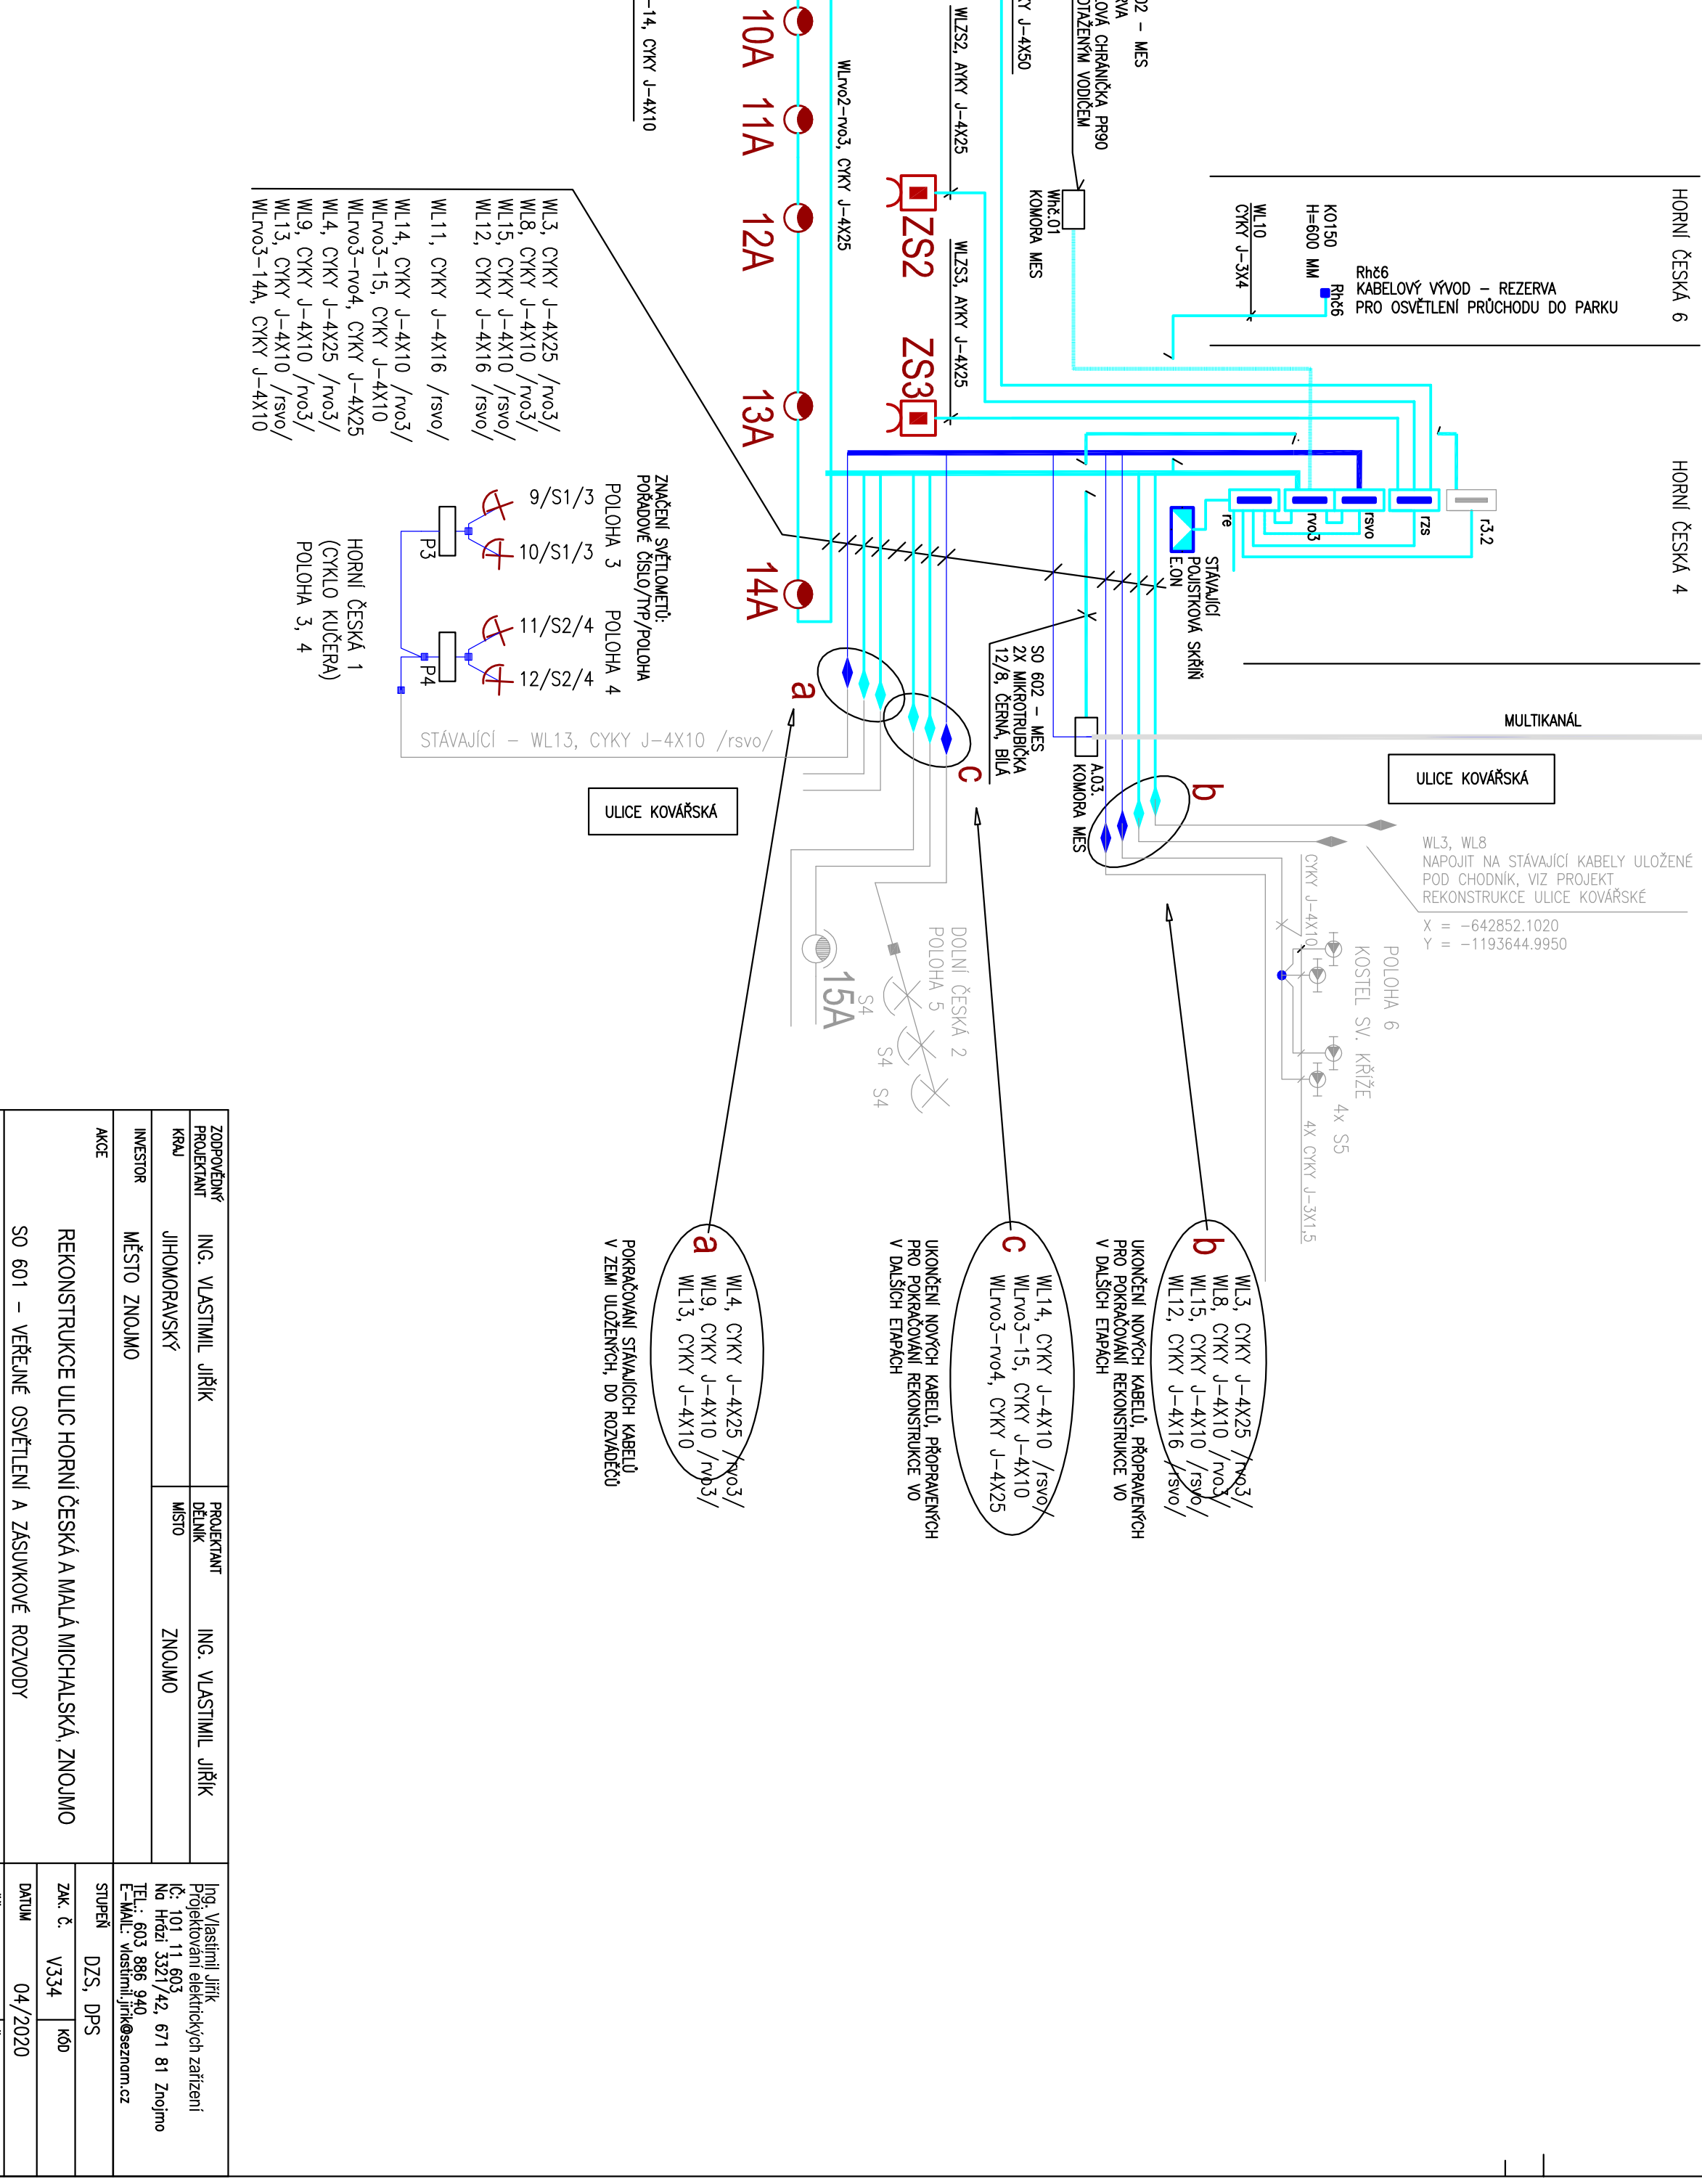 HORNÍ ČESKÁ 6
HORNÍ ČESKÁ 4
Rhč6
KABELOVÝ VÝVOD – REZERVA
PRO OSVĚTLENÍ PRŮCHODU DO PARKU
KO150
H=600 MM
Rhč6
WL10
CYKY J–3X4
02 – MES
RVA
LOVÁ CHRÁNIČKA PR90
OTAŽENÝM VODIČEM
KY J–4X50
Whč.01
KOMORA MES
WLZS2, AYKY J–4X25
WLZS3, AYKY J–4X25
ZS2
ZS3
WLrvo2–rvo3, CYKY J–4X25
10A
11A
12A
13A
14A
–14, CYKY J–4X10
r3.2
rzs
rsvo
rvo3
re
STÁVAJÍCÍ
POJISTKOVÁ SKŘÍŇ
E.ON
SO 602 – MES
2X MIKROTRUBIČKA
12/8, ČERNÁ, BÍLÁ
A.03.
KOMORA MES
MULTIKANÁL
ULICE KOVÁŘSKÁ
ULICE KOVÁŘSKÁ
WL3, CYKY J–4X25 /rvo3/
WL8, CYKY J–4X10 /rvo3/
WL15, CYKY J–4X10 /rsvo/
WL12, CYKY J–4X16 /rsvo/
WL11, CYKY J–4X16 /rsvo/
WL14, CYKY J–4X10 /rvo3/
WLrvo3–15, CYKY J–4X10
WLrvo3–rvo4, CYKY J–4X25
WL4, CYKY J–4X25 /rvo3/
WL9, CYKY J–4X10 /rvo3/
WL13, CYKY J–4X10 /rsvo/
WLrvo3–14A, CYKY J–4X10
ZNAČENÍ SVĚTLOMETŮ:
POŘADOVÉ ČÍSLO/TYP/POLOHA
POLOHA 3
POLOHA 4
9/S1/3
10/S1/3
11/S2/4
12/S2/4
P3
P4
HORNÍ ČESKÁ 1
(CYKLO KUČERA)
POLOHA 3, 4
STÁVAJÍCÍ – WL13, CYKY J–4X10 /rsvo/
a
c
b
WL3, WL8
NAPOJIT NA STÁVAJÍCÍ KABELY ULOŽENÉ
POD CHODNÍK, VIZ PROJEKT
REKONSTRUKCE ULICE KOVÁŘSKÉ
X = –642852.1020
Y = –1193644.9950
CYKY J–4X10
POLOHA 6
KOSTEL SV. KŘÍŽE
4x S5
4X CYKY J–3X1,5
DOLNÍ ČESKÁ 2
POLOHA 5
15A
S4
S4
S4
b
WL3, CYKY J–4X25 /rvo3/
WL8, CYKY J–4X10 /rvo3/
WL15, CYKY J–4X10 /rsvo/
WL12, CYKY J–4X16 /rsvo/
UKONČENÍ NOVÝCH KABELŮ, PŘOPRAVENÝCH
PRO POKRAČOVÁNÍ REKONSTRUKCE VO
V DALŠÍCH ETAPÁCH
c
WL14, CYKY J–4X10 /rsvo/
WLrvo3–15, CYKY J–4X10
WLrvo3–rvo4, CYKY J–4X25
UKONČENÍ NOVÝCH KABELŮ, PŘOPRAVENÝCH
PRO POKRAČOVÁNÍ REKONSTRUKCE VO
V DALŠÍCH ETAPÁCH
a
WL4, CYKY J–4X25 /rvo3/
WL9, CYKY J–4X10 /rvo3/
WL13, CYKY J–4X10
POKRAČOVÁNÍ STÁVAJÍCÍCH KABELŮ
V ZEMI ULOŽENÝCH, DO ROZVÁDĚČŮ
ZODPOVĚDNÝ
PROJEKTANT
ING. VLASTIMIL JIŘÍK
PROJEKTANT
DĚLNÍK
ING. VLASTIMIL JIŘÍK
KRAJ
JIHOMORAVSKÝ
MÍSTO
ZNOJMO
INVESTOR
MĚSTO ZNOJMO
AKCE
REKONSTRUKCE ULIC HORNÍ ČESKÁ A MALÁ MICHALSKÁ, ZNOJMO
SO 601 – VEŘEJNÉ OSVĚTLENÍ A ZÁSUVKOVÉ ROZVODY
Ing. Vlastimil Jiřík
Projektování elektrických zařízení
IČ: 101 11 603
Na Hrázi 3321/42, 671 81 Znojmo
TEL.: 603 886 940
E–MAIL: vlastimil.jirik@seznam.cz
STUPEŇ
DZS, DPS
ZAK. Č.
V334
KÓD
DATUM
04/2020